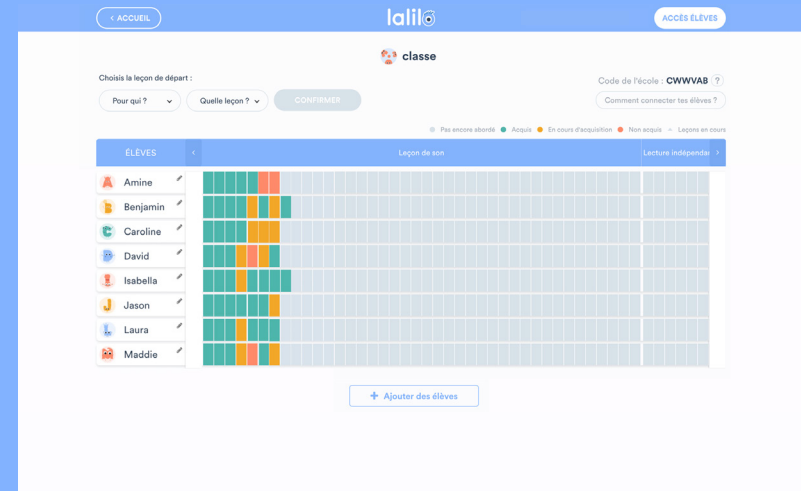 < ACCUEIL
lalilo
ACCÈS ÉLÈVES
classe
Choisis la leçon de départ :
Pour qui ?
Quelle leçon ?
CONFIRMER
Code de l'école : CWWVAB ?
Comment connecter tes élèves ?
Pas encore abordé Acquis En cours d'acquisition Non acquis Leçons en cours
ÉLÈVES < Leçon de son Lecture indépendan >
Amine
Benjamin
Caroline
David
Isabella
Jason
Laura
Maddie
+ Ajouter des élèves